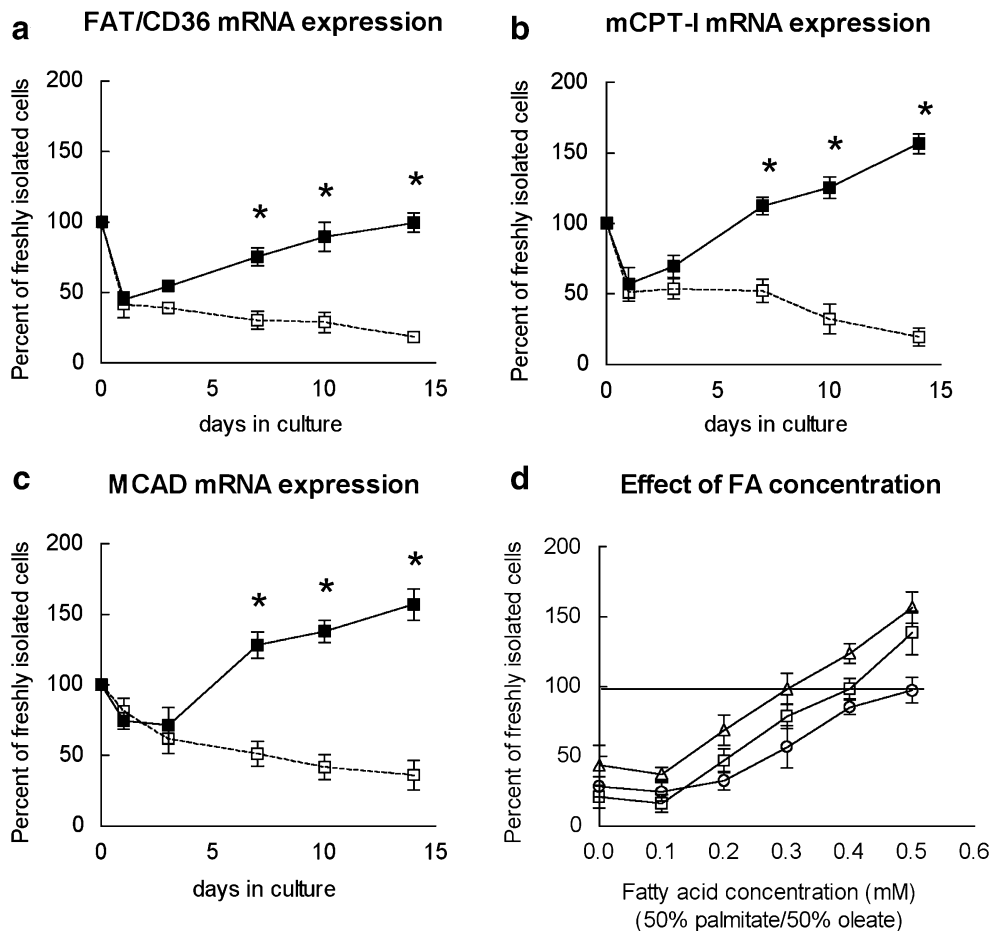 a
FAT/CD36 mRNA expression
Percent of freshly isolated cells
200
150
100
50
0
* * *
0 5 10 15
days in culture
b
mCPT-I mRNA expression
Percent of freshly isolated cells
200
150
100
50
0
* * *
0 5 10 15
days in culture
c
MCAD mRNA expression
Percent of freshly isolated cells
200
150
100
50
0
* * *
0 5 10 15
days in culture
d
Effect of FA concentration
Percent of freshly isolated cells
200
150
100
50
0
0.0 0.1 0.2 0.3 0.4 0.5 0.6
Fatty acid concentration (mM)
(50% palmitate/50% oleate)